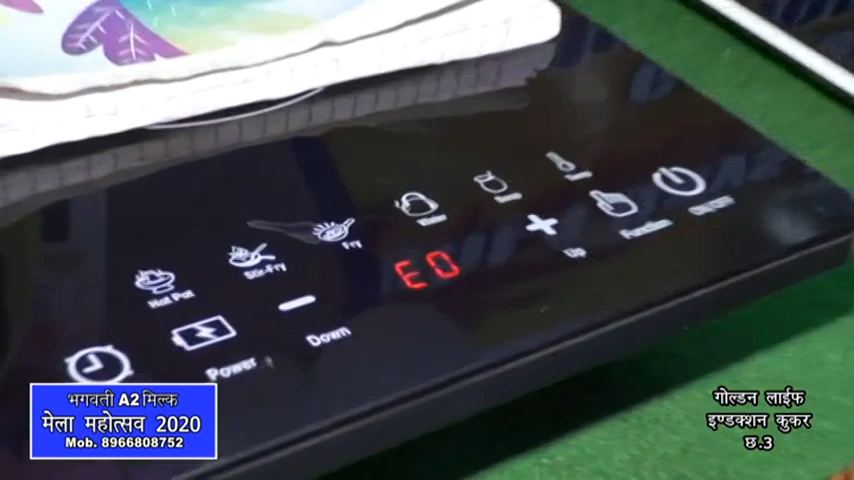 Hot Pot
Stir-Fry
Fry
Water
Up
Function
ON/OFF
E0
Power
Down
भगवती A2 मिल्क
मेला महोत्सव 2020
Mob. 8966808752
गोल्डन लाईफ
इण्डक्शन कुकर
छ.3